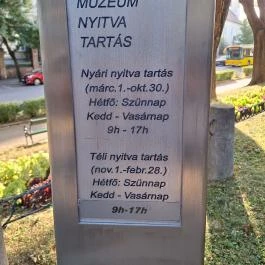 MÚZEUM
NYITVA
TARTÁS
Nyári nyitva tartás
(márc.1.-okt.30.)
Hétfő: Szünnap
Kedd - Vasárnap
9h - 17h
Téli nyitva tartás
(nov.1.-febr.28.)
Hétfő: Szünnap
Kedd - Vasárnap
9h-17h